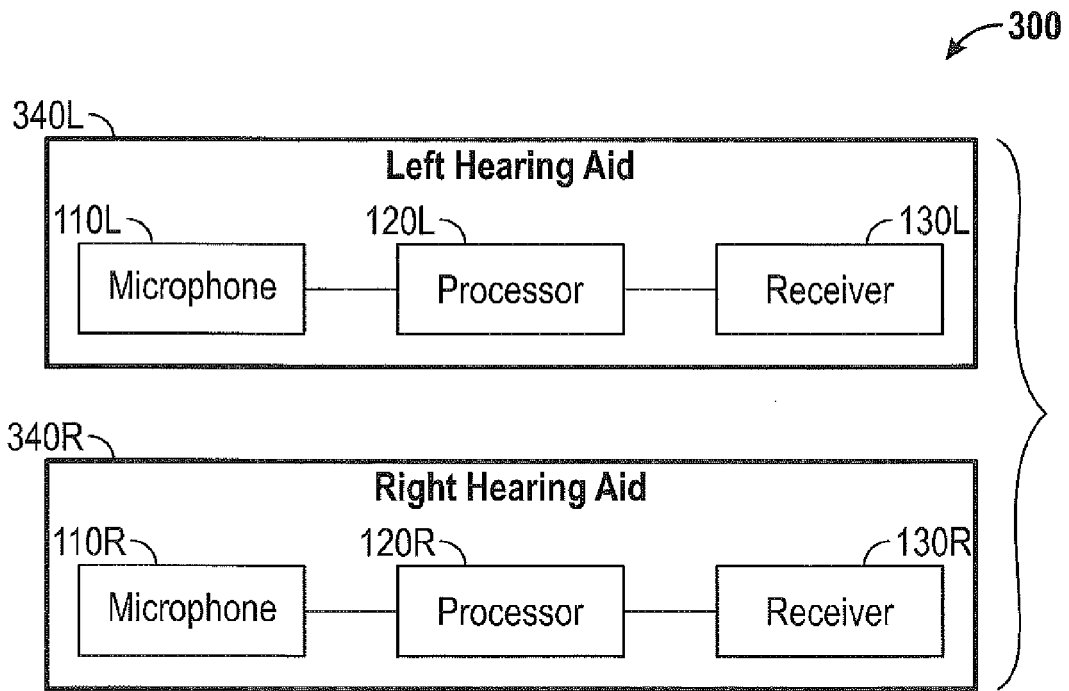 300
340L
Left Hearing Aid
110L 120L 130L
Microphone Processor Receiver
340R
Right Hearing Aid
110R 120R 130R
Microphone Processor Receiver